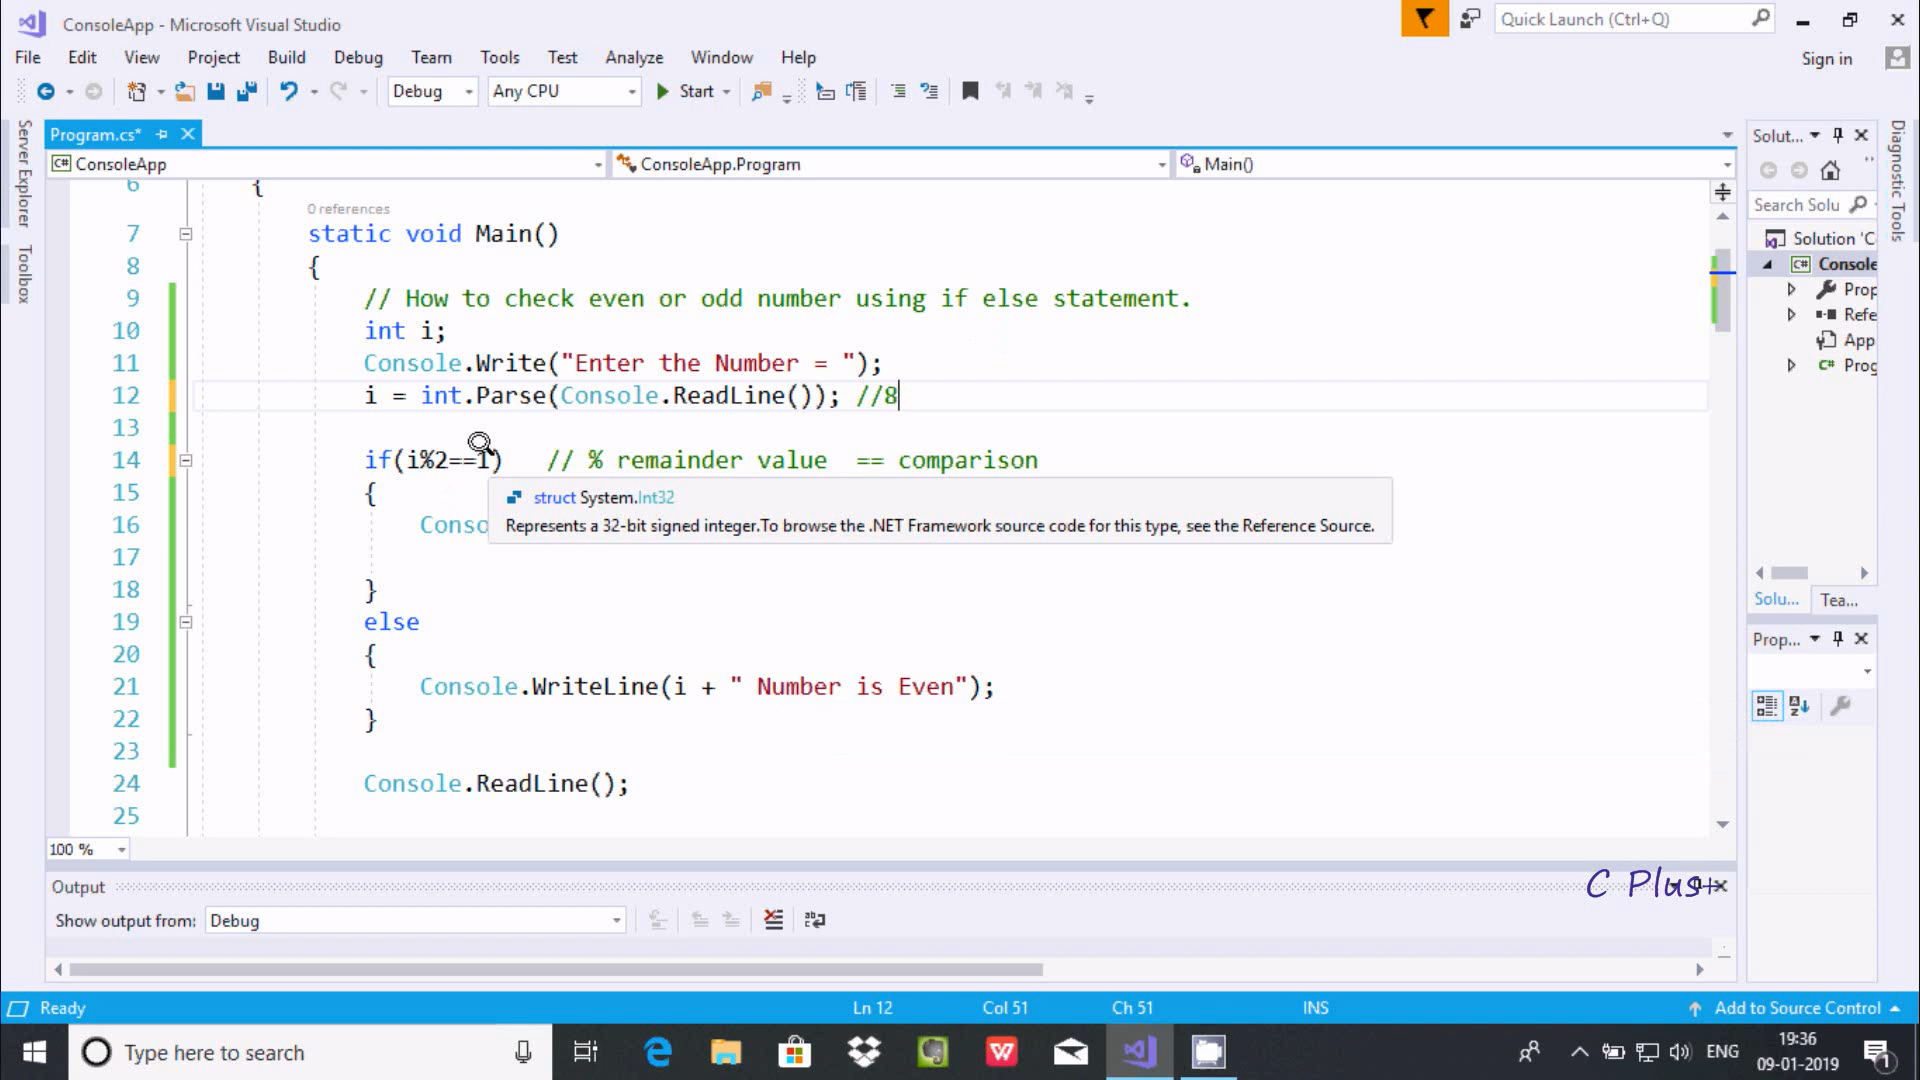 ConsoleApp - Microsoft Visual Studio
Quick Launch (Ctrl+Q)
File Edit View Project Build Debug Team Tools Test Analyze Window Help
Sign in
Debug Any CPU Start
Server Explorer
Toolbox
Program.cs*
C# ConsoleApp
ConsoleApp.Program
Main()
6 {
0 references
7 static void Main()
8 {
9 // How to check even or odd number using if else statement.
10 int i;
11 Console.Write("Enter the Number = ");
12 i = int.Parse(Console.ReadLine()); //8
13
14 if(i%2==1) // % remainder value == comparison
15 {
struct System.Int32
Represents a 32-bit signed integer.To browse the .NET Framework source code for this type, see the Reference Source.
16 Conso
17
18 }
19 else
20 {
21 Console.WriteLine(i + " Number is Even");
22 }
23
24 Console.ReadLine();
25
100 %
Solut...
Search Solu
Solution 'C
C# Console
Prop
Refe
App
C# Prog
Solu... Tea...
Prop...
Diagnostic Tools
Output
C Plus+
Show output from: Debug
Ready Ln 12 Col 51 Ch 51 INS Add to Source Control
Type here to search
ENG
19:36
09-01-2019
1